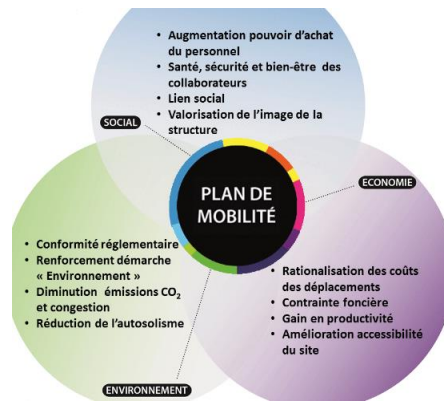 • Augmentation pouvoir d'achat
du personnel
• Santé, sécurité et bien-être des
collaborateurs
• Lien social
• Valorisation de l'image de la
structure
SOCIAL
ECONOMIE
PLAN DE
MOBILITÉ
• Conformité réglementaire
• Renforcement démarche
« Environnement »
• Diminution émissions CO₂
et congestion
• Réduction de l'autosolisme
• Rationalisation des coûts
des déplacements
• Contrainte foncière
• Gain en productivité
• Amélioration accessibilité
du site
ENVIRONNEMENT